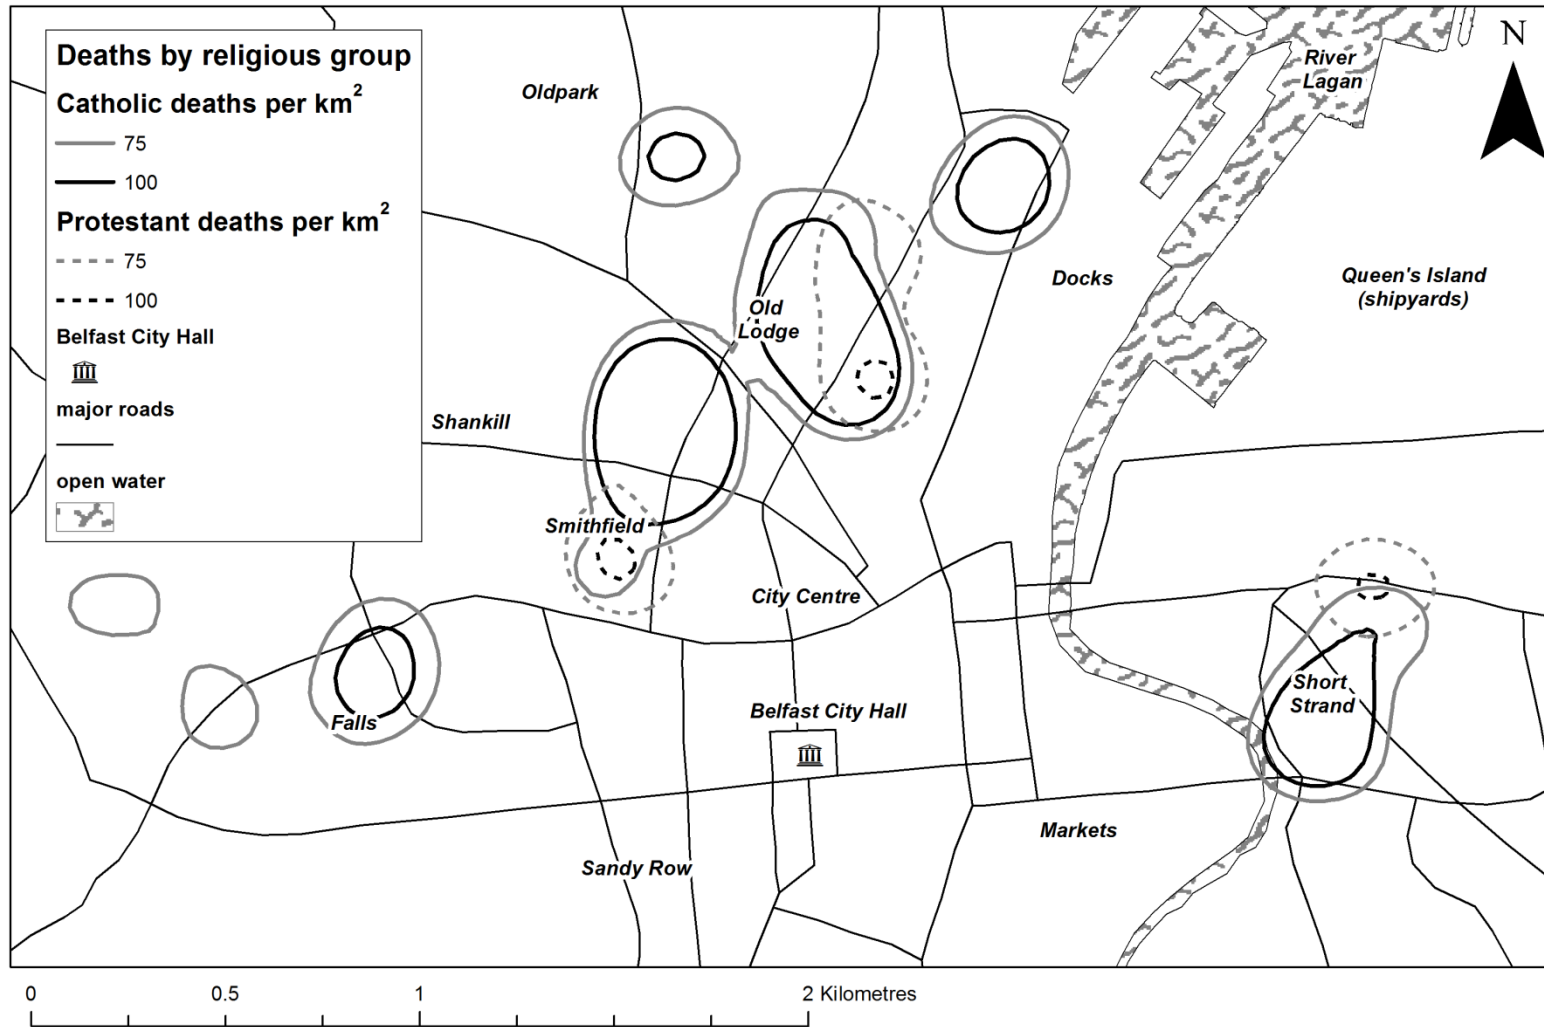 Deaths by religious group
Catholic deaths per km²
75
100
Protestant deaths per km²
75
100
Belfast City Hall
major roads
open water
Oldpark
River
Lagan
N
Docks
Queen's Island
(shipyards)
Old
Lodge
Shankill
Smithfield
City Centre
Short
Strand
Falls
Belfast City Hall
Markets
Sandy Row
0
0.5
1
2 Kilometres